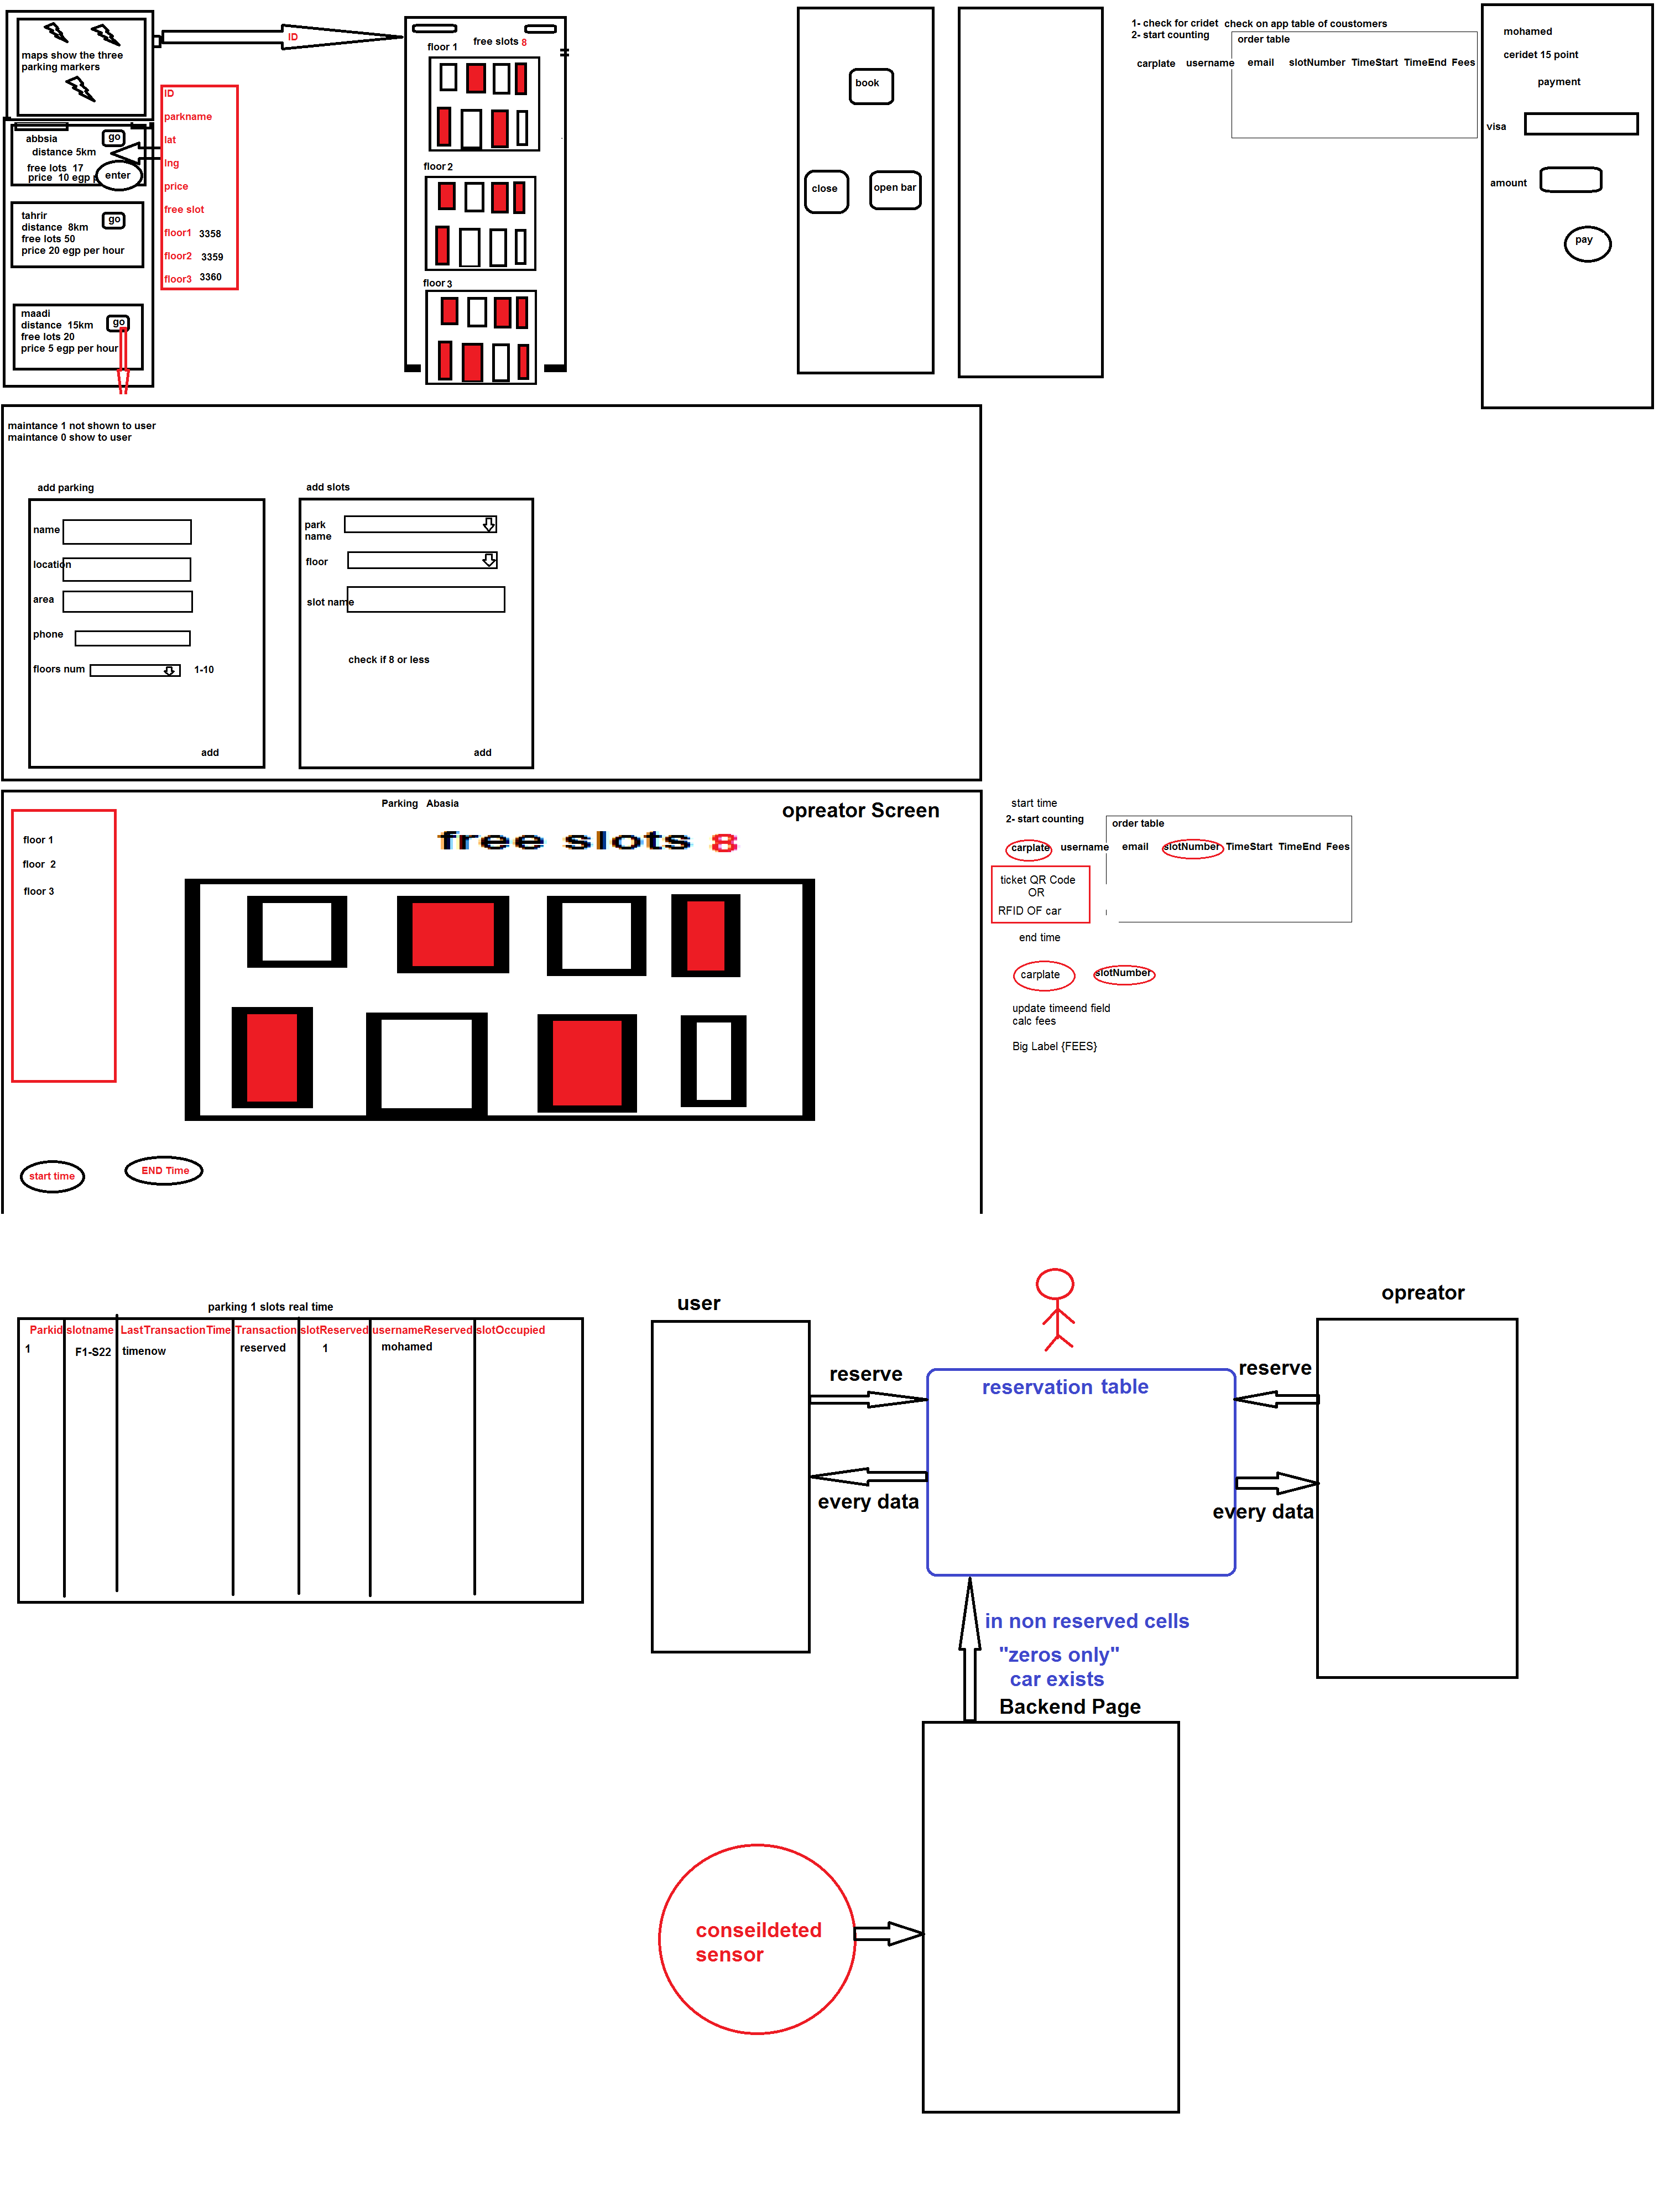 maps show the three
parking markers
ID
abbsia
go
distance 5km
free lots 17
price 10 egp p
enter
tahrir
go
distance 8km
free lots 50
price 20 egp per hour
maadi
distance 15km
go
free lots 20
price 5 egp per hour
ID
parkname
lat
lng
price
free slot
floor1 3358
floor2 3359
floor3 3360
floor 1
free slots 8
floor 2
floor 3
book
close
open bar
1- check for cridet check on app table of coustomers
2- start counting
order table
carplate username email slotNumber TimeStart TimeEnd Fees
mohamed
ceridet 15 point
payment
visa
amount
pay
maintance 1 not shown to user
maintance 0 show to user
add parking
name
location
area
phone
floors num
1-10
add
add slots
park
name
floor
slot name
check if 8 or less
add
Parking Abasia
opreator Screen
free slots 8
floor 1
floor 2
floor 3
start time
END Time
start time
2- start counting
order table
carplate username email slotNumber TimeStart TimeEnd Fees
ticket QR Code
OR
RFID OF car
end time
carplate slotNumber
update timeend field
calc fees
Big Label {FEES}
parking 1 slots real time
Parkid slotname LastTransactionTime Transaction slotReserved usernameReserved slotOccupied
1 F1-S22 timenow reserved 1 mohamed
user
opreator
reserve
reservation table
reserve
every data
every data
in non reserved cells
"zeros only"
car exists
Backend Page
conseildeted
sensor